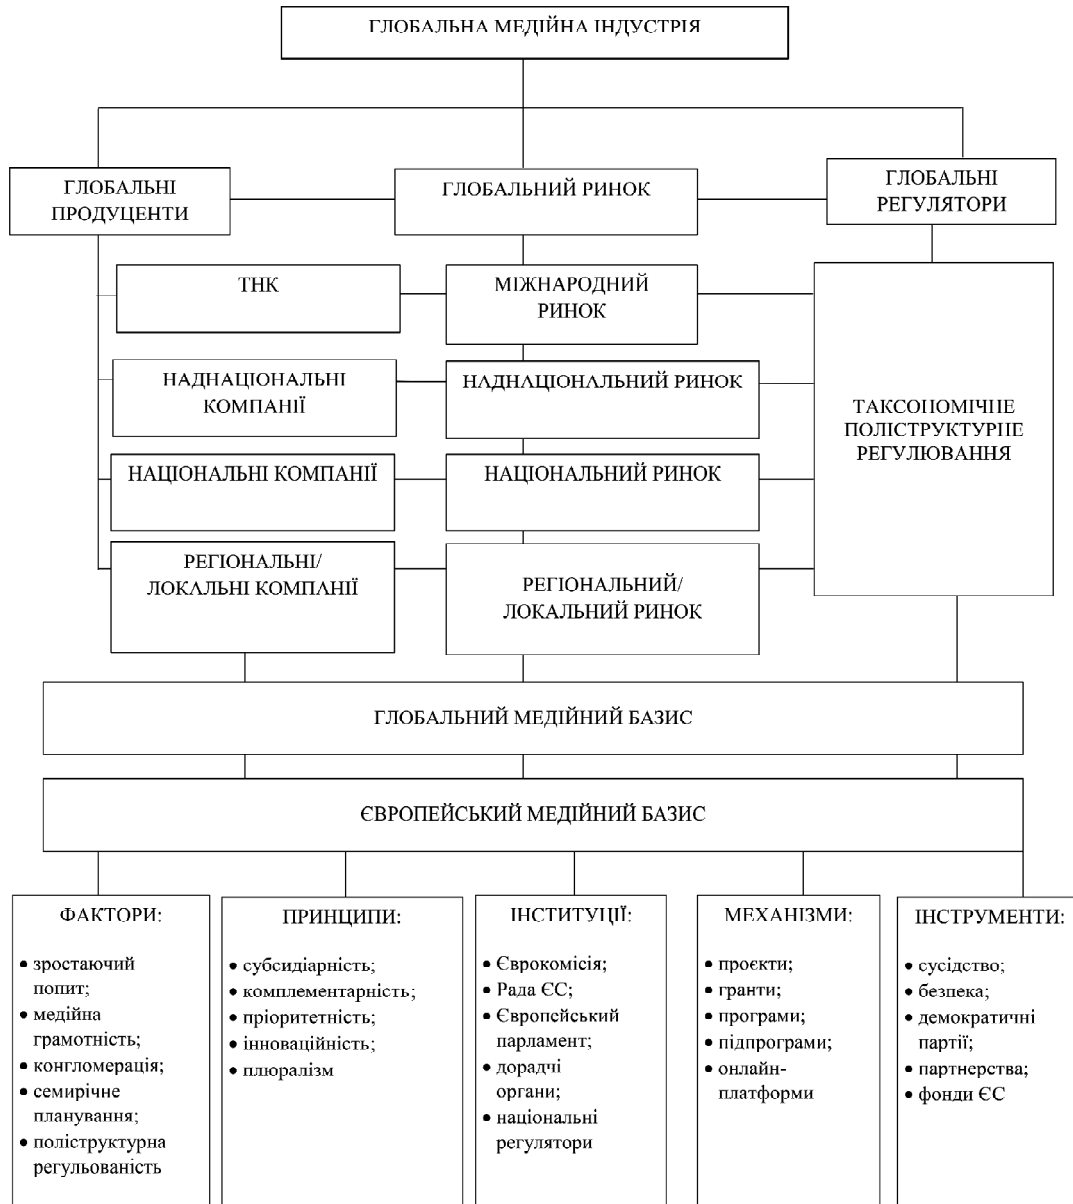 ГЛОБАЛЬНА МЕДІЙНА ІНДУСТРІЯ
ГЛОБАЛЬНІ
ПРОДУЦЕНТИ
ГЛОБАЛЬНИЙ РИНОК
ГЛОБАЛЬНІ
РЕГУЛЯТОРИ
ТНК
МІЖНАРОДНИЙ
РИНОК
НАДНАЦІОНАЛЬНІ
КОМПАНІЇ
НАДНАЦІОНАЛЬНИЙ РИНОК
ТАКСОНОМІЧНЕ
ПОЛІСТРУКТУРНЕ
РЕГУЛЮВАННЯ
НАЦІОНАЛЬНІ КОМПАНІЇ
НАЦІОНАЛЬНИЙ РИНОК
РЕГІОНАЛЬНІ/
ЛОКАЛЬНІ КОМПАНІЇ
РЕГІОНАЛЬНИЙ/
ЛОКАЛЬНИЙ РИНОК
ГЛОБАЛЬНИЙ МЕДІЙНИЙ БАЗИС
ЄВРОПЕЙСЬКИЙ МЕДІЙНИЙ БАЗИС
ФАКТОРИ:
• зростаючий
попит;
• медійна
грамотність;
• конгломерація;
• семирічне
планування;
• поліструктурна
регульованість
ПРИНЦИПИ:
• субсидіарність;
• комплементарність;
• пріоритетність;
• інноваційність;
• плюралізм
ІНСТИТУЦІЇ:
• Єврокомісія;
• Рада ЄС;
• Європейський
парламент;
• дорадчі
органи;
• національні
регулятори
МЕХАНІЗМИ:
• проєкти;
• гранти;
• програми;
• підпрограми;
• онлайн-
платформи
ІНСТРУМЕНТИ:
• сусідство;
• безпека;
• демократичні
партії;
• партнерства;
• фонди ЄС